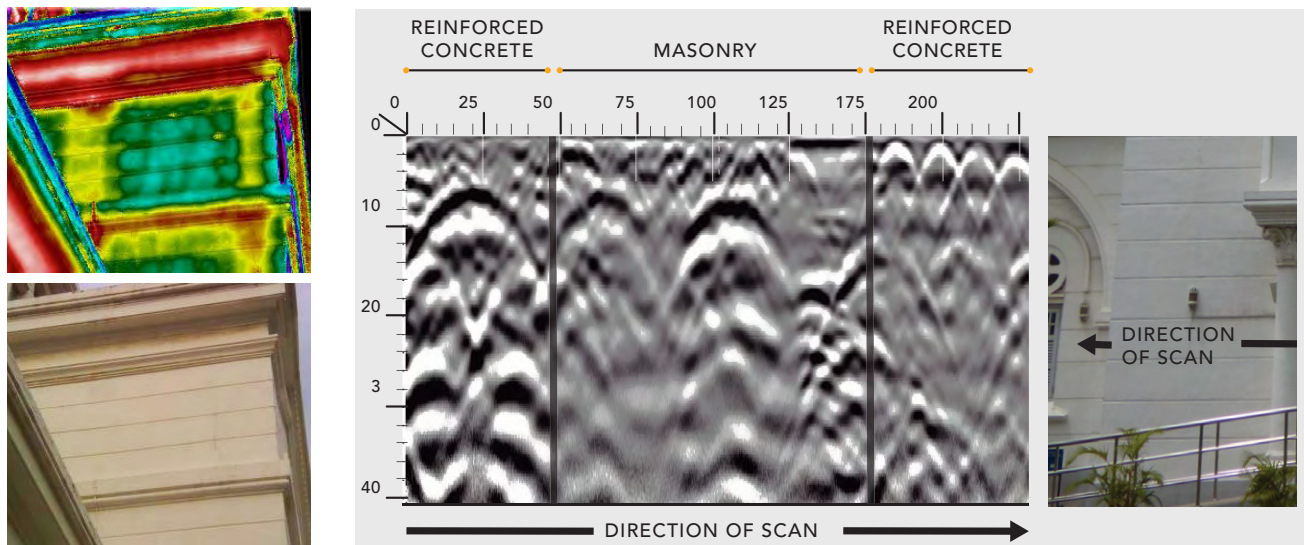 REINFORCED
CONCRETE
MASONRY
REINFORCED
CONCRETE
0 25 50 75 100 125 175 200
0
10
20
3
40
DIRECTION
OF SCAN
DIRECTION OF SCAN